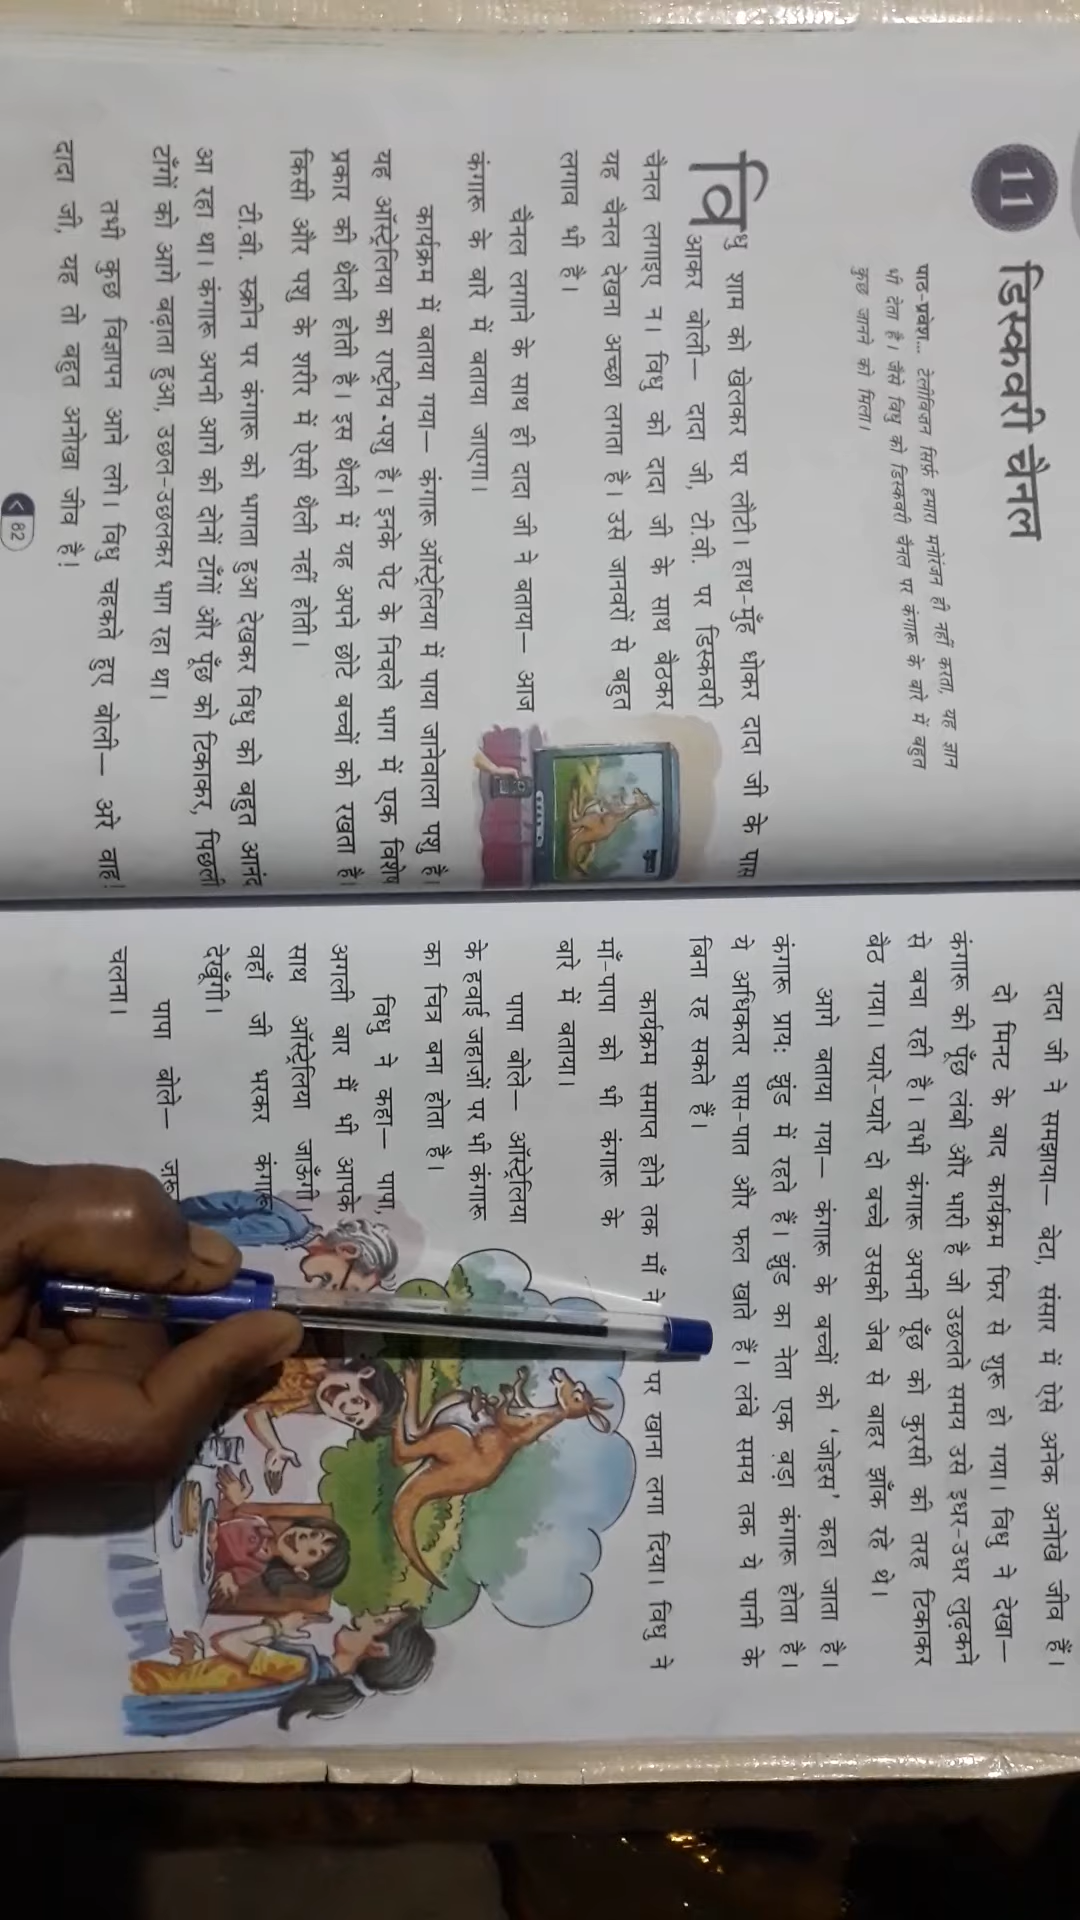 11 डिस्कवरी चैनल
पाठ-प्रवेश... टेलीविजन सिर्फ़ हमारा मनोरंजन ही नहीं करता, यह ज्ञान
भी देता है। जैसे विधु को डिस्कवरी चैनल पर कंगारू के बारे में बहुत
कुछ जानने को मिला।
विधु शाम को खेलकर घर लौटी। हाथ-मुँह धोकर दादा जी के पास
आकर बोली— दादा जी, टी.वी. पर डिस्कवरी
चैनल लगाइए न। विधु को दादा जी के साथ बैठकर
यह चैनल देखना अच्छा लगता है। उसे जानवरों से बहुत
लगाव भी है।
चैनल लगाने के साथ ही दादा जी ने बताया— आज
कंगारू के बारे में बताया जाएगा।
कार्यक्रम में बताया गया— कंगारू ऑस्ट्रेलिया में पाया जानेवाला पशु है।
यह ऑस्ट्रेलिया का राष्ट्रीय-पशु है। इनके पेट के निचले भाग में एक विशेष
प्रकार की थैली होती है। इस थैली में यह अपने छोटे बच्चों को रखता है।
किसी और पशु के शरीर में ऐसी थैली नहीं होती।
टी.वी. स्क्रीन पर कंगारू को भागता हुआ देखकर विधु को बहुत आनंद
आ रहा था। कंगारू अपनी आगे की दोनों टाँगों और पूँछ को टिकाकर, पिछली
टाँगों को आगे बढ़ाता हुआ, उछल-उछलकर भाग रहा था।
तभी कुछ विज्ञापन आने लगे। विधु चहकते हुए बोली— अरे वाह!
दादा जी, यह तो बहुत अनोखा जीव है!
82
दादा जी ने समझाया— बेटा, संसार में ऐसे अनेक अनोखे जीव हैं।
दो मिनट के बाद कार्यक्रम फिर से शुरू हो गया। विधु ने देखा—
कंगारू की पूँछ लंबी और भारी है जो उछलते समय उसे इधर-उधर लुढ़कने
से बचा रही है। तभी कंगारू अपनी पूँछ को कुरसी की तरह टिकाकर
बैठ गया। प्यारे-प्यारे दो बच्चे उसकी जेब से बाहर झाँक रहे थे।
आगे बताया गया— कंगारू के बच्चों को 'जोइस' कहा जाता है।
कंगारू प्राय: झुंड में रहते हैं। झुंड का नेता एक बड़ा कंगारू होता है।
ये अधिकतर घास-पात और फल खाते हैं। लंबे समय तक ये पानी के
बिना रह सकते हैं।
कार्यक्रम समाप्त होने तक माँ ने पर खाना लगा दिया। विधु ने
माँ-पापा को भी कंगारू के
बारे में बताया।
पापा बोले— ऑस्ट्रेलिया
के हवाई जहाजों पर भी कंगारू
का चित्र बना होता है।
विधु ने कहा— पापा,
अगली बार में भी आपके
साथ ऑस्ट्रेलिया जाऊँगी।
वहाँ जी भरकर कंगारू
देखूँगी।
पापा बोले—
चलना।